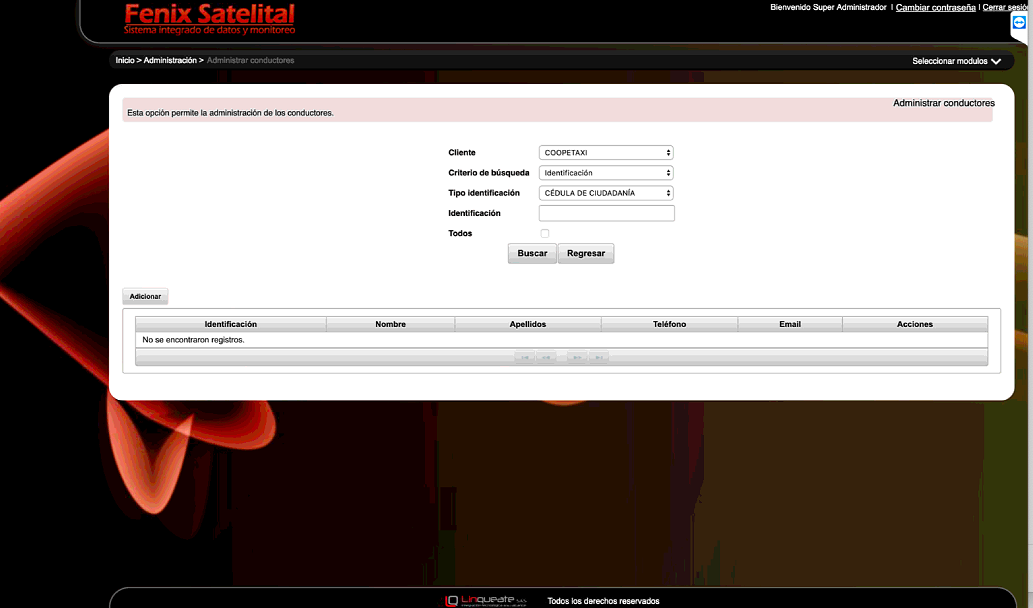 Fenix Satelital
Sistema Integrado de datos y monitoreo
Bienvenido Super Administrador | Cambiar contraseña | Cerrar sesió
Inicio > Administración > Administrar conductores
Seleccionar modulos
Administrar conductores
Esta opción permite la administración de los conductores.
Cliente COOPETAXI
Criterio de búsqueda Identificación
Tipo identificación CÉDULA DE CIUDADANÍA
Identificación
Todos
Buscar Regresar
Adicionar
Identificación Nombre Apellidos Teléfono Email Acciones
No se encontraron registros.
Linqueate S.A.S
Todos los derechos reservados